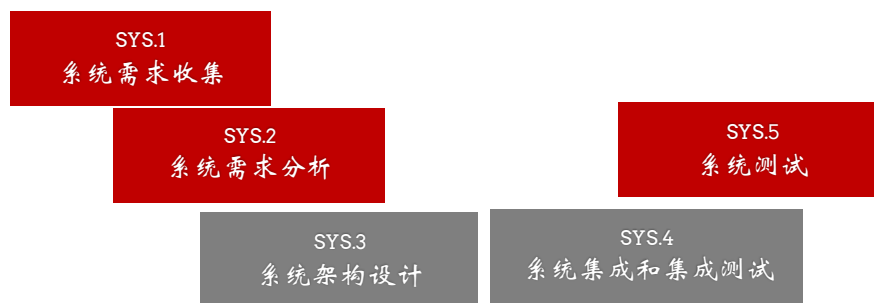 SYS.1
系统需求收集
SYS.2
系统需求分析
SYS.5
系统测试
SYS.3
系统架构设计
SYS.4
系统集成和集成测试